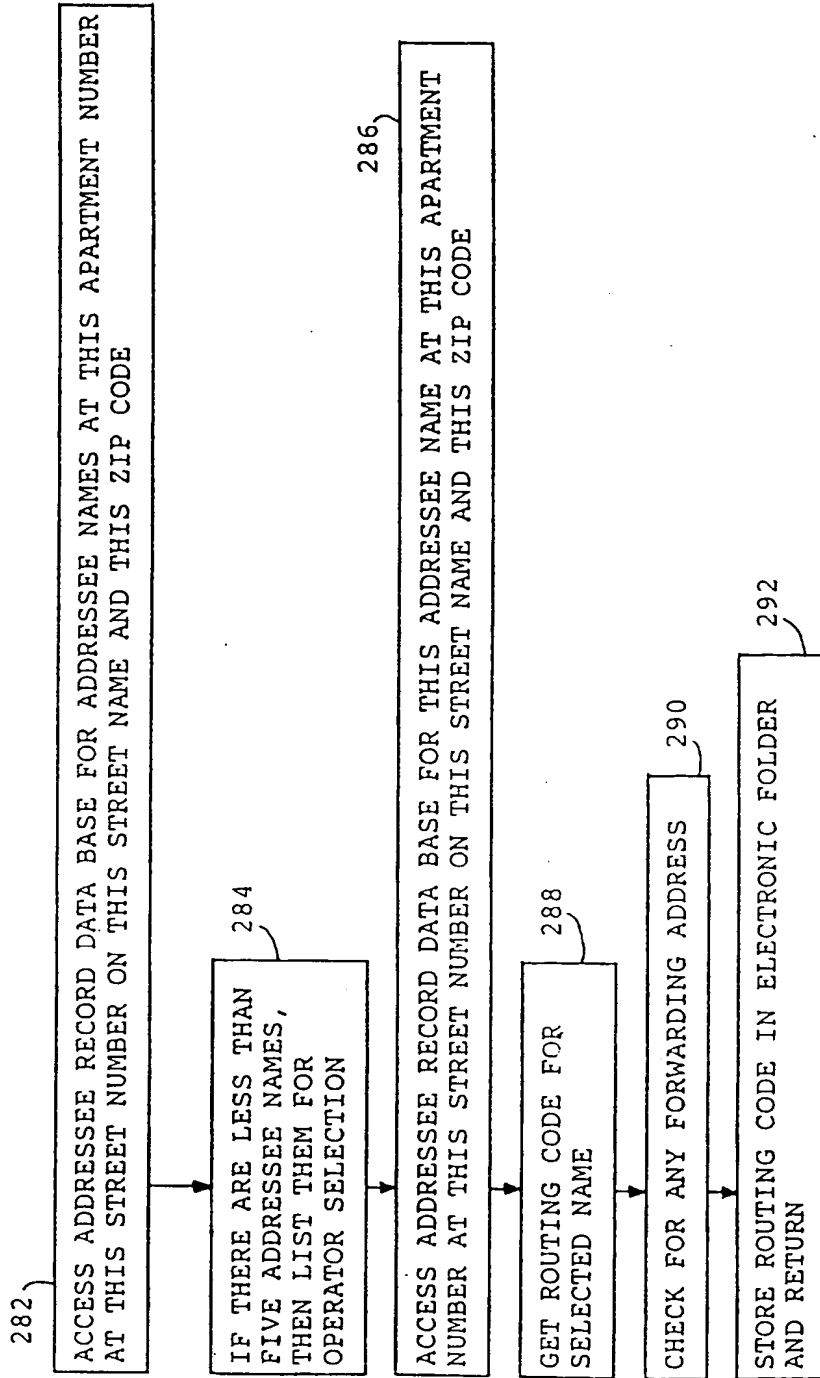 282
ACCESS ADDRESSEE RECORD DATA BASE FOR ADDRESSEE NAMES AT THIS APARTMENT NUMBER
AT THIS STREET NUMBER ON THIS STREET NAME AND THIS ZIP CODE
284
IF THERE ARE LESS THAN
FIVE ADDRESSEE NAMES,
THEN LIST THEM FOR
OPERATOR SELECTION
286
ACCESS ADDRESSEE RECORD DATA BASE FOR THIS ADDRESSEE NAME AT THIS APARTMENT
NUMBER AT THIS STREET NUMBER ON THIS STREET NAME AND THIS ZIP CODE
288
GET ROUTING CODE FOR
SELECTED NAME
290
CHECK FOR ANY FORWARDING ADDRESS
292
STORE ROUTING CODE IN ELECTRONIC FOLDER
AND RETURN